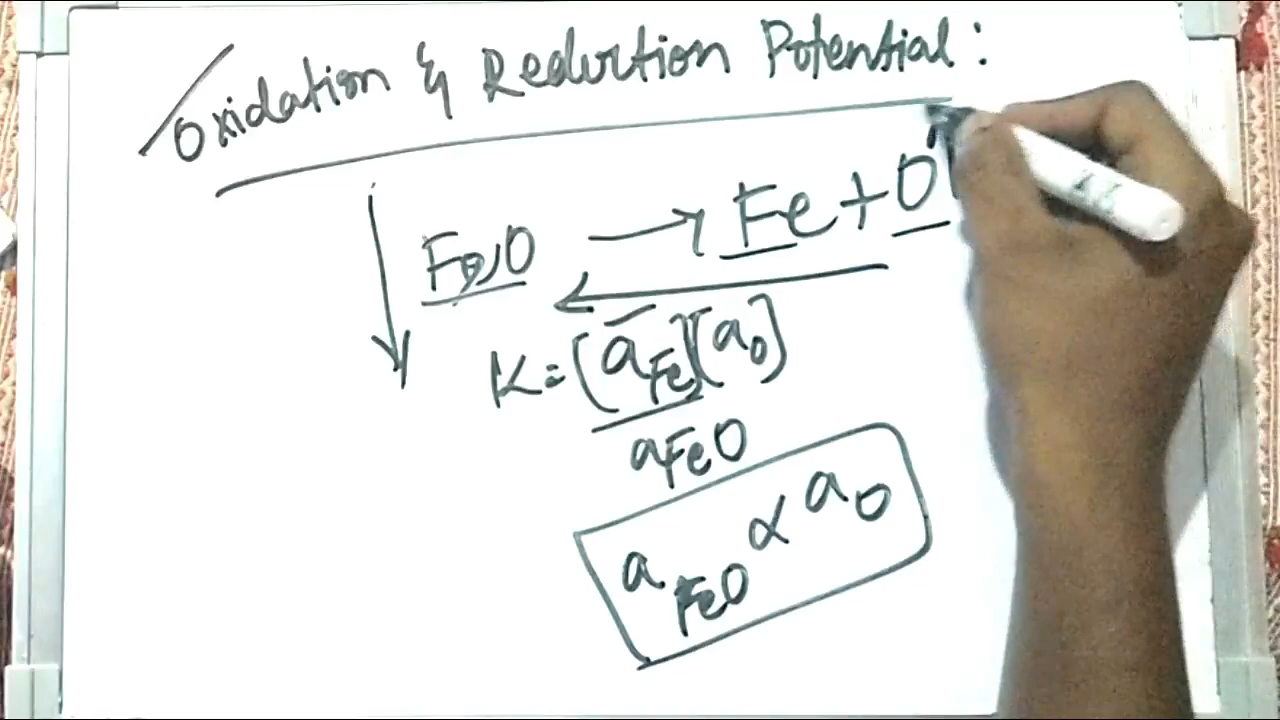 Oxidation & Reduction Potential:
FeO → Fe + O
K = [aFe][aO]
aFeO
aFeO ∝ aO